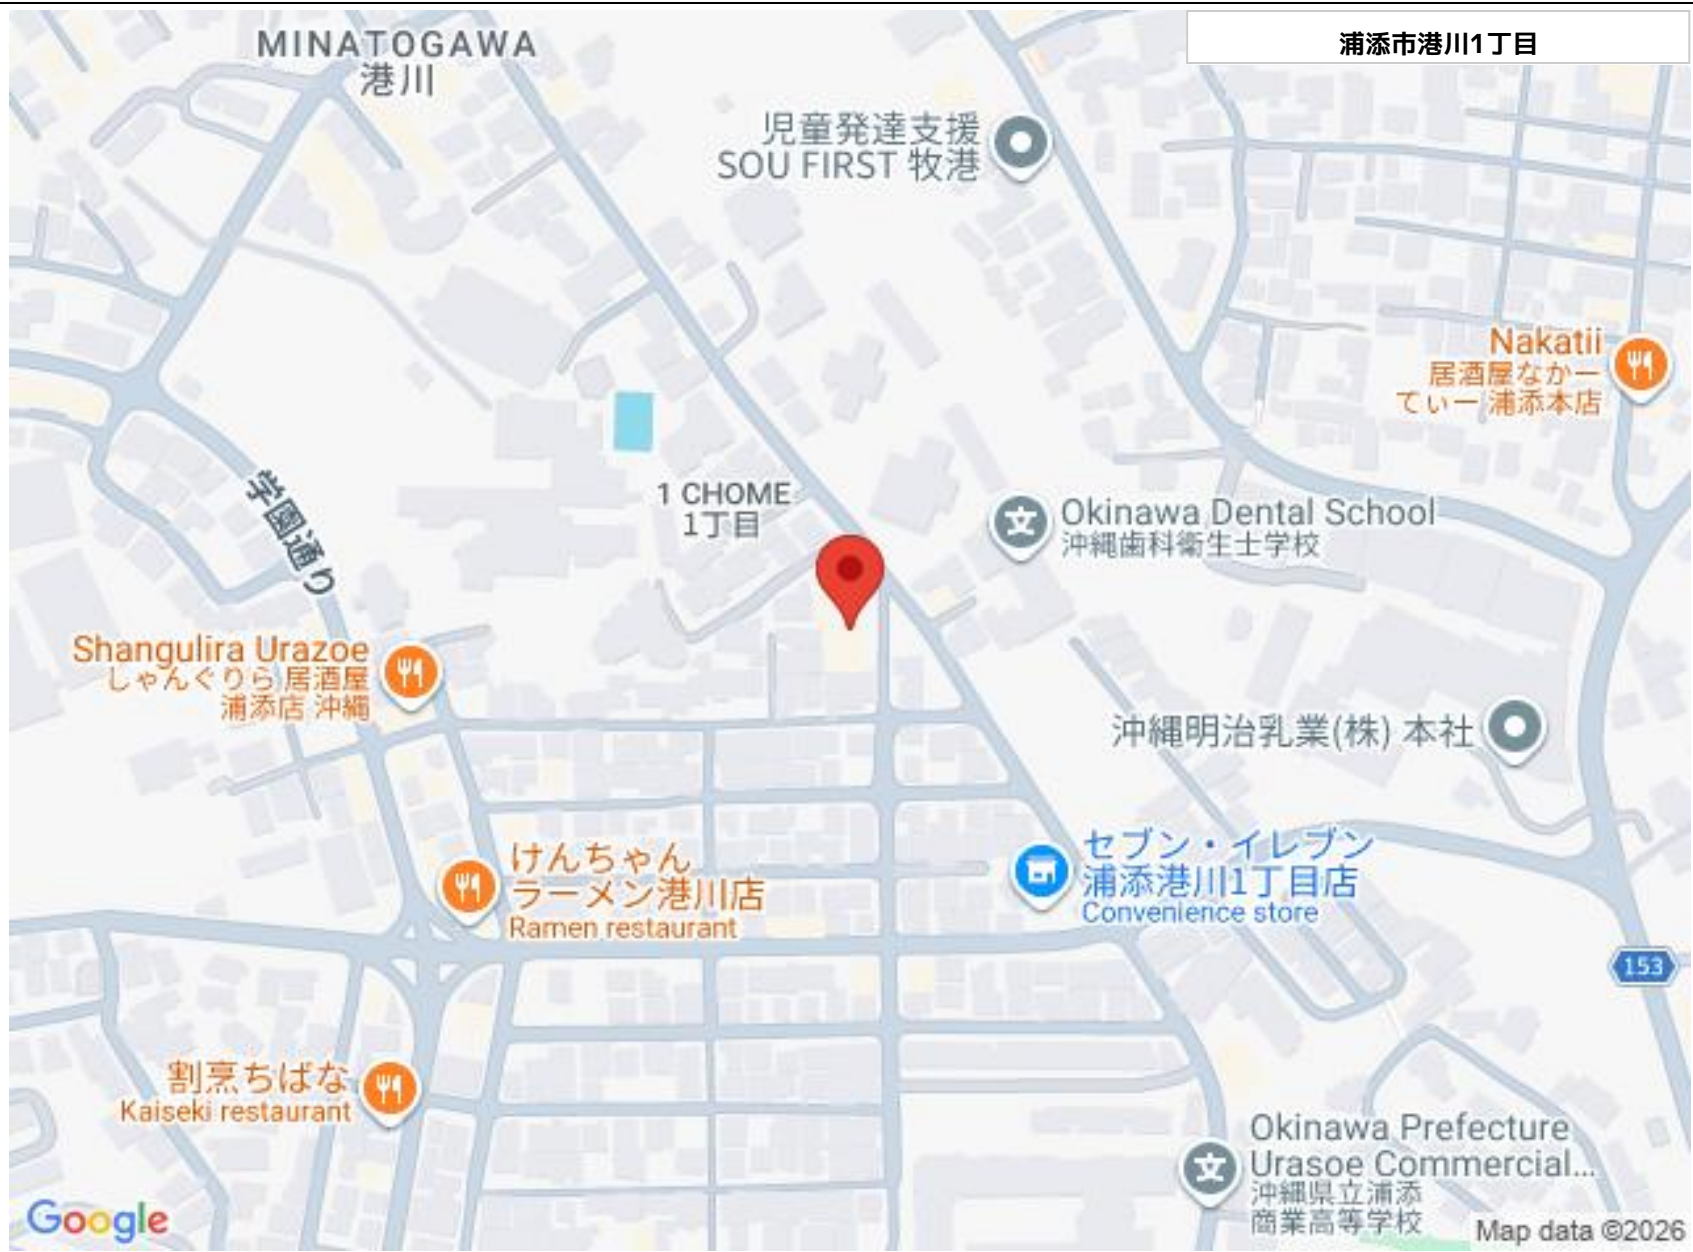 浦添市港川1丁目
MINATOGAWA
港川
児童発達支援
SOU FIRST 牧港
Nakatii
居酒屋なかー
てぃー 浦添本店
1 CHOME
1丁目
Okinawa Dental School
沖縄歯科衛生士学校
学園通り
Shangulira Urazoe
しゃんぐりら 居酒屋
浦添店 沖縄
沖縄明治乳業(株) 本社
けんちゃん
ラーメン港川店
Ramen restaurant
セブン・イレブン
浦添港川1丁目店
Convenience store
153
割烹ちばな
Kaiseki restaurant
Okinawa Prefecture
Urasoe Commercial...
沖縄県立浦添
商業高等学校
Google
Map data ©2026